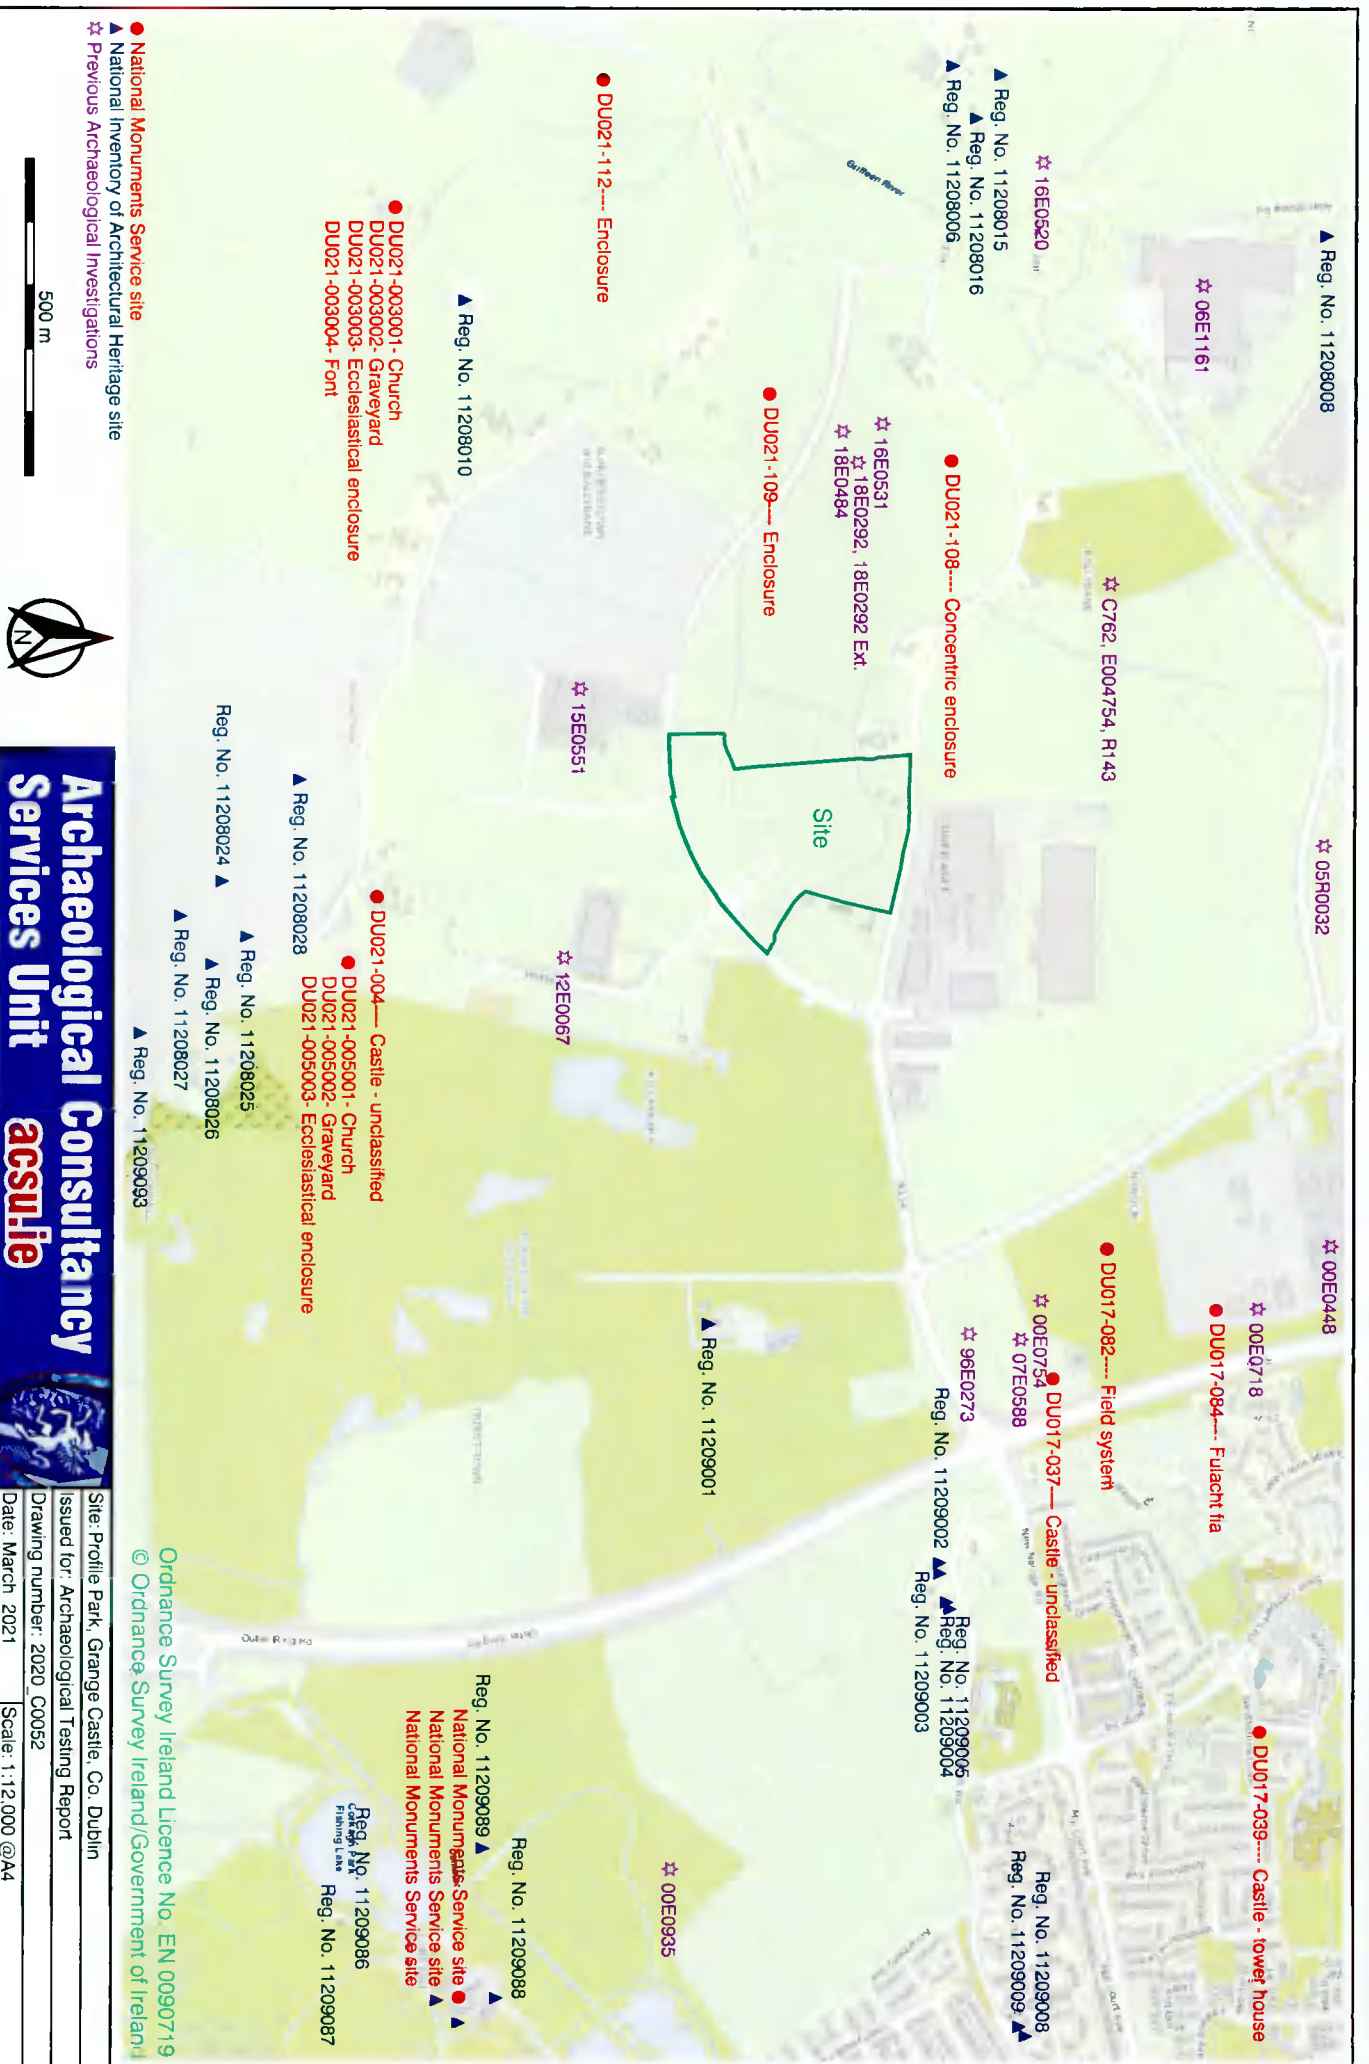 ▲ Reg. No. 11208008
☆ 05R0032
☆ 00E0448
☆ 06E1161
☆ 00E0718
● DU017-084---- Fulacht fia
● DU017-039---- Castle - tower house
☆ 16E0520
☆ C762, E004754, R143
● DU017-082---- Field system
▲ Reg. No. 11208015
▲ Reg. No. 11208016
▲ Reg. No. 11208006
☆ 00E0754
☆ 07E0588
● DU017-037---- Castle - unclassified
☆ 96E0273
● DU021-108---- Concentric enclosure
Reg. No. 11209002 ▲
Reg. No. 11209005
▲ Reg. No. 11209004
Reg. No. 11209003
Reg. No. 11209008
Reg. No. 11209009 ▲
Griffeen River
☆ 16E0531
☆ 18E0292, 18E0292 Ext.
☆ 18E0484
Site
● DU021-109---- Enclosure
▲ Reg. No. 11209001
☆ 00E0935
● DU021-112---- Enclosure
☆ 15E0551
☆ 12E0067
Outer Ring Rd
▲ Reg. No. 11208010
Reg. No. 11209088 ▲
Reg. No. 11209089 ▲
National Monuments Service site ●
National Monuments Service site ▲
National Monuments Service site
● DU021-003001- Church
DU021-003002- Graveyard
DU021-003003- Ecclesiastical enclosure
DU021-003004- Font
● DU021-004---- Castle - unclassified
● DU021-005001- Church
DU021-005002- Graveyard
DU021-005003- Ecclesiastical enclosure
Reg. No. 11209086
Corkagh Park
Fishing Lake
Reg. No. 11209087
▲ Reg. No. 11208028
Reg. No. 11208024 ▲
▲ Reg. No. 11208025
▲ Reg. No. 11208026
▲ Reg. No. 11208027
▲ Reg. No. 11209093
Ordnance Survey Ireland Licence No. EN 0090719
© Ordnance Survey Ireland/Government of Ireland
● National Monuments Service site
▲ National Inventory of Architectural Heritage site
☆ Previous Archaeological Investigations
500 m
N
Archaeological Consultancy
Services Unit acsu.ie
Site: Profile Park, Grange Castle, Co. Dublin
Issued for: Archaeological Testing Report
Drawing number: 2020_C0052
Date: March 2021
Scale: 1:12,000 @A4